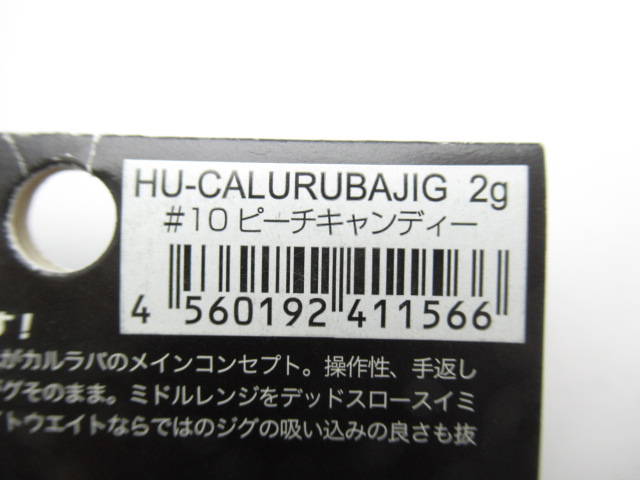 HU-CALURUBAJIG 2g
#10 ピーチキャンディー
4 560192 411566
す!
がカルラバのメインコンセプト。操作性、手返し
グそのまま。ミドルレンジをデッドスロースイミ
イトウエイトならではのジグの吸い込みの良さも抜